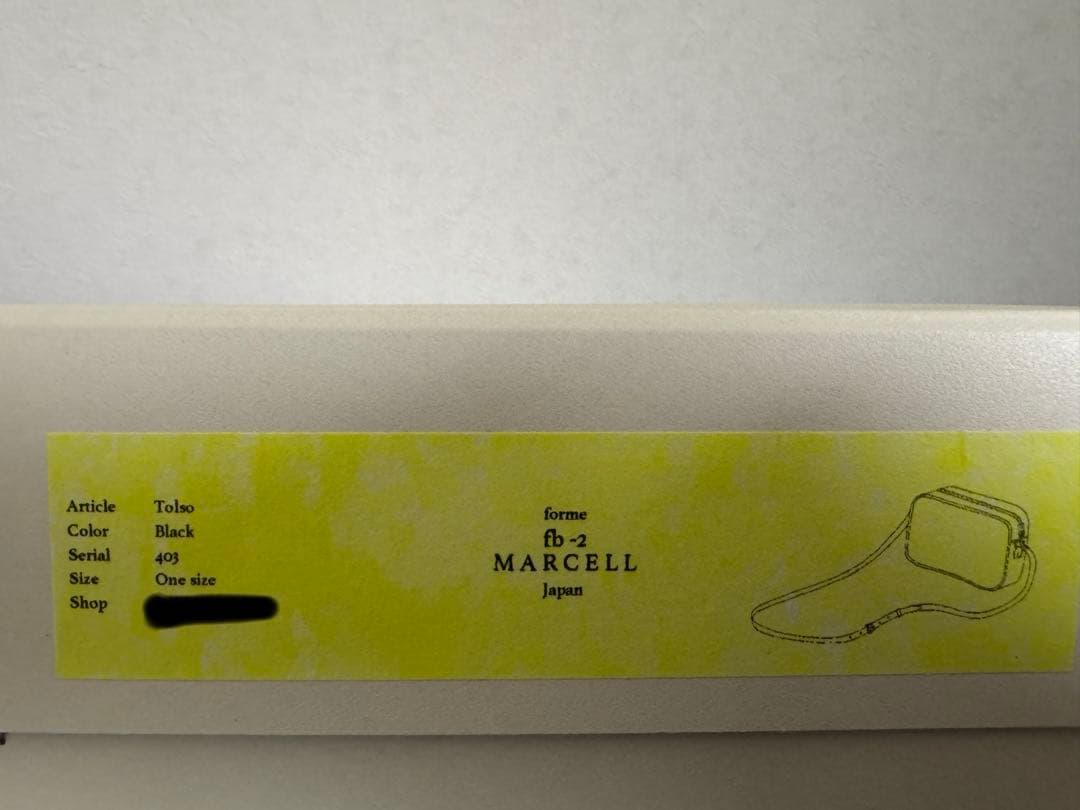 Article Tolso
Color Black
Serial 403
Size One size
Shop
forme
fb -2
MARCELL
Japan